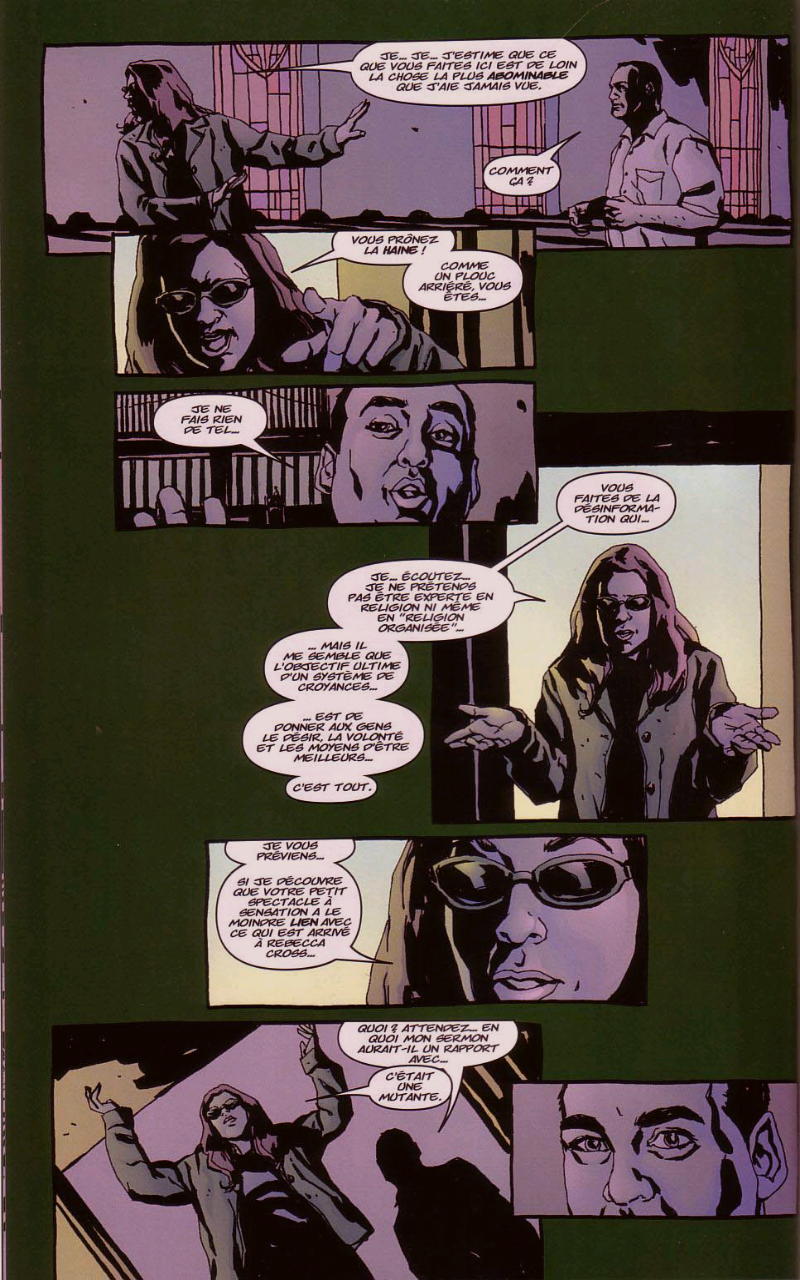 JE... JE... J'ESTIME QUE CE
QUE VOUS FAITES ICI EST DE LOIN
LA CHOSE LA PLUS ABOMINABLE
QUE J'AIE JAMAIS VUE.
COMMENT
ÇA ?
VOUS PRÔNEZ
LA HAINE !
COMME
UN PLOUC
ARRIÉRÉ, VOUS
ÊTES...
JE NE
FAIS RIEN
DE TEL...
VOUS
FAITES DE LA
DÉSINFORMA-
TION QUI...
JE... ÉCOUTEZ...
JE NE PRÉTENDS
PAS ÊTRE EXPERTE EN
RELIGION NI MÊME
EN "RELIGION
ORGANISÉE"...
... MAIS IL
ME SEMBLE QUE
L'OBJECTIF ULTIME
D'UN SYSTÈME DE
CROYANCES...
... EST DE
DONNER AUX GENS
LE DÉSIR, LA VOLONTÉ
ET LES MOYENS D'ÊTRE
MEILLEURS...
C'EST TOUT.
JE VOUS
PRÉVIENS...
SI JE DÉCOUVRE
QUE VOTRE PETIT
SPECTACLE À
SENSATION A LE
MOINDRE LIEN AVEC
CE QUI EST ARRIVÉ
À REBECCA
CROSS...
QUOI ? ATTENDEZ... EN
QUOI MON SERMON
AURAIT-IL UN RAPPORT
AVEC...
C'ÉTAIT
UNE
MUTANTE.